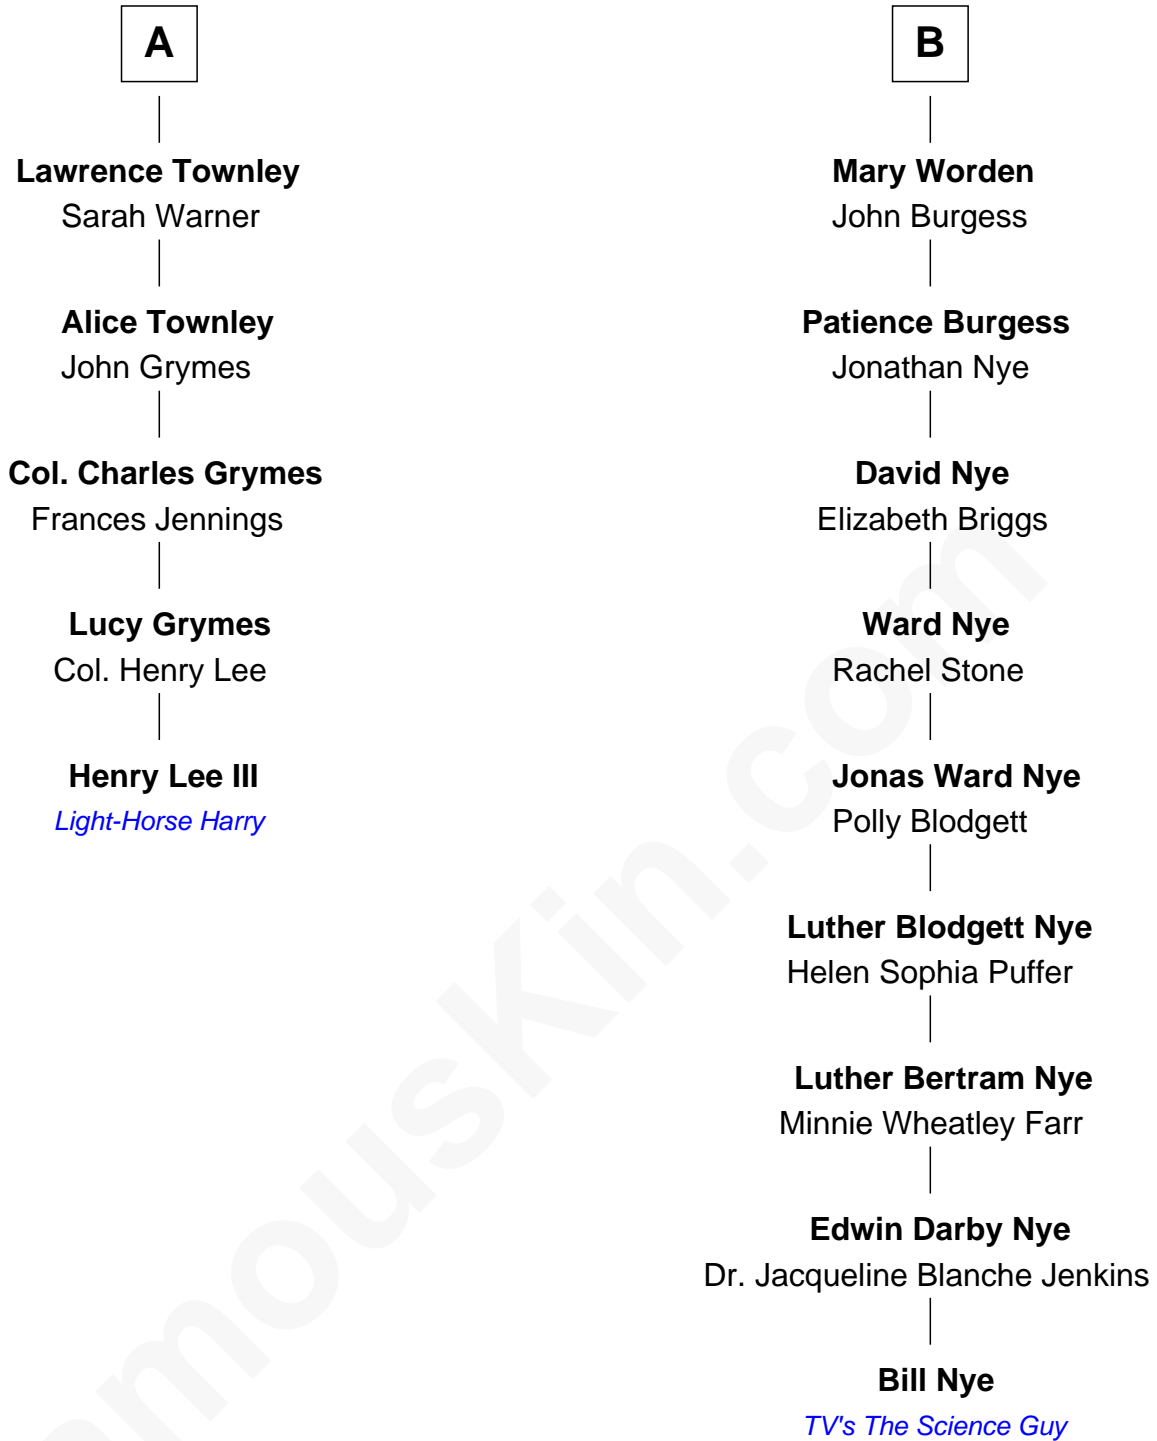 A
Lawrence Townley
Sarah Warner
Alice Townley
John Grymes
Col. Charles Grymes
Frances Jennings
Lucy Grymes
Col. Henry Lee
Henry Lee III
Light-Horse Harry
B
Mary Worden
John Burgess
Patience Burgess
Jonathan Nye
David Nye
Elizabeth Briggs
Ward Nye
Rachel Stone
Jonas Ward Nye
Polly Blodgett
Luther Blodgett Nye
Helen Sophia Puffer
Luther Bertram Nye
Minnie Wheatley Farr
Edwin Darby Nye
Dr. Jacqueline Blanche Jenkins
Bill Nye
TV's The Science Guy
amouskin.com